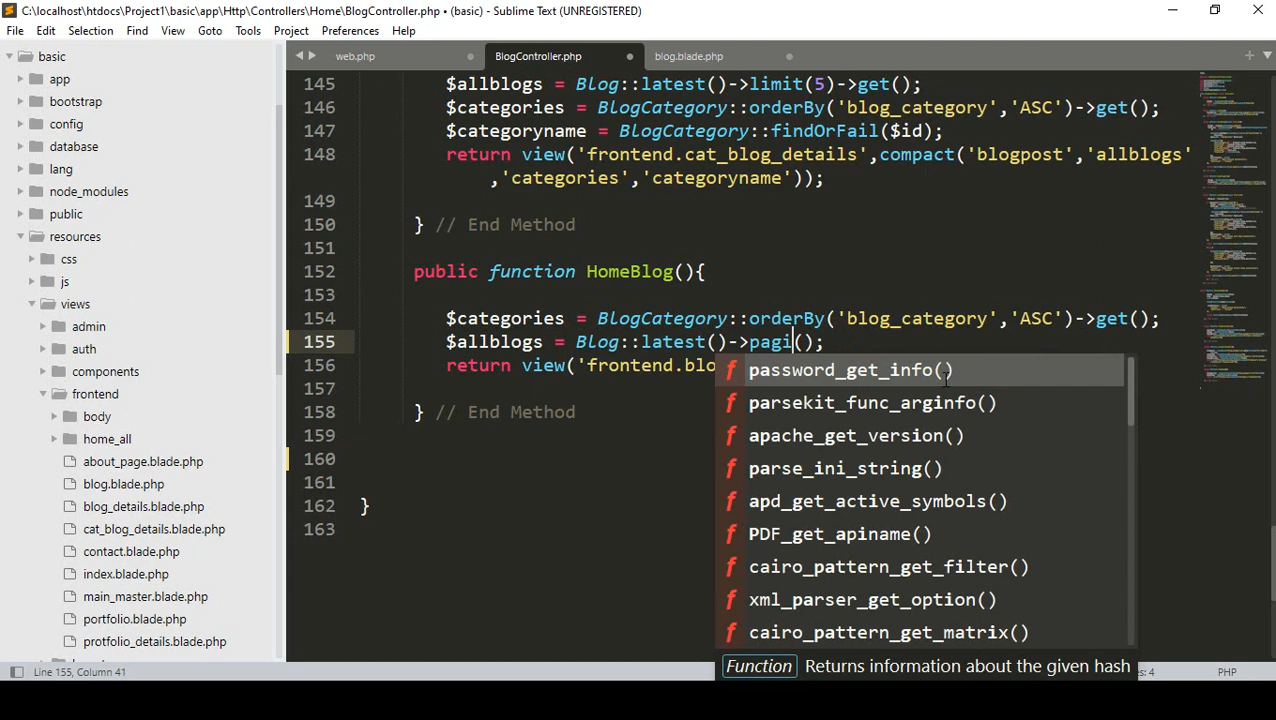 C:\localhost\htdocs\Project1\basic\app\Http\Controllers\Home\BlogController.php • (basic) - Sublime Text (UNREGISTERED)
File Edit Selection Find View Goto Tools Project Preferences Help
basic
app
bootstrap
config
database
lang
node_modules
public
resources
css
js
views
admin
auth
components
frontend
body
home_all
about_page.blade.php
blog.blade.php
blog_details.blade.php
cat_blog_details.blade.php
contact.blade.php
index.blade.php
main_master.blade.php
portfolio.blade.php
protfolio_details.blade.php
web.php BlogController.php blog.blade.php
145 $allblogs = Blog::latest()->limit(5)->get();
146 $categories = BlogCategory::orderBy('blog_category','ASC')->get();
147 $categoryname = BlogCategory::findOrFail($id);
148 return view('frontend.cat_blog_details',compact('blogpost','allblogs'
,'categories','categoryname'));
149
150 } // End Method
151
152 public function HomeBlog(){
153
154 $categories = BlogCategory::orderBy('blog_category','ASC')->get();
155 $allblogs = Blog::latest()->pagi();
156 return view('frontend.blo
157
158 } // End Method
159
160
161
162 }
163
f password_get_info()
f parsekit_func_arginfo()
f apache_get_version()
f parse_ini_string()
f apd_get_active_symbols()
f PDF_get_apiname()
f cairo_pattern_get_filter()
f xml_parser_get_option()
f cairo_pattern_get_matrix()
Function Returns information about the given hash
Line 155, Column 41
es: 4 PHP